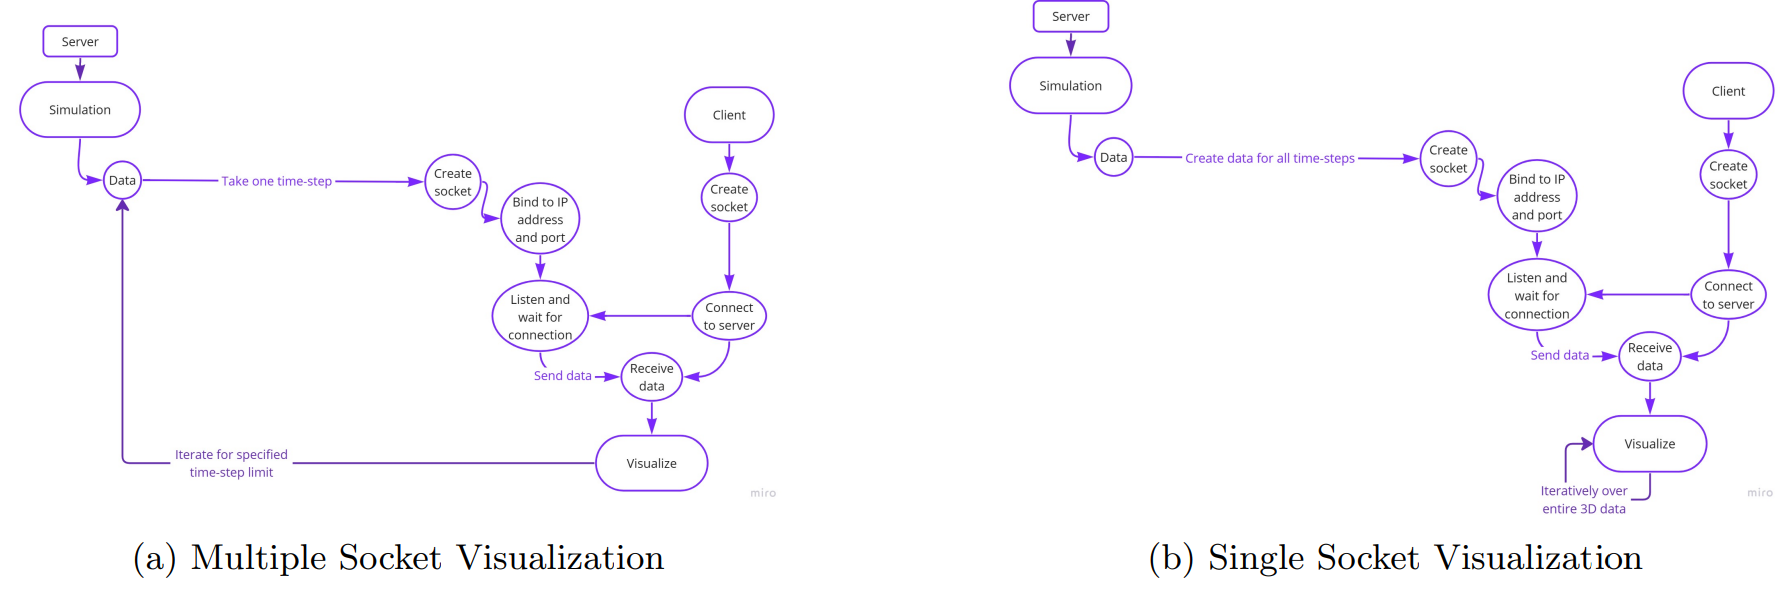 Server
Simulation
Data
Take one time-step
Create
socket
Bind to IP
address
and port
Listen and
wait for
connection
Send data
Client
Create
socket
Connect
to server
Receive
data
Visualize
Iterate for specified
time-step limit
miro
(a) Multiple Socket Visualization
Server
Simulation
Data
Create data for all time-steps
Create
socket
Bind to IP
address
and port
Listen and
wait for
connection
Send data
Client
Create
socket
Connect
to server
Receive
data
Visualize
Iteratively over
entire 3D data
miro
(b) Single Socket Visualization